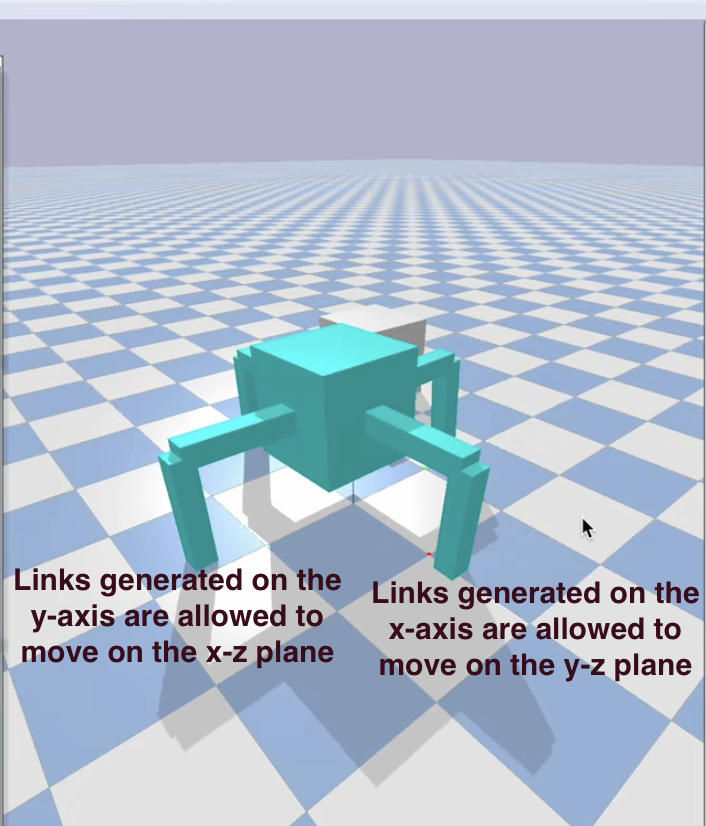 Links generated on the
y-axis are allowed to
move on the x-z plane
Links generated on the
x-axis are allowed to
move on the y-z plane